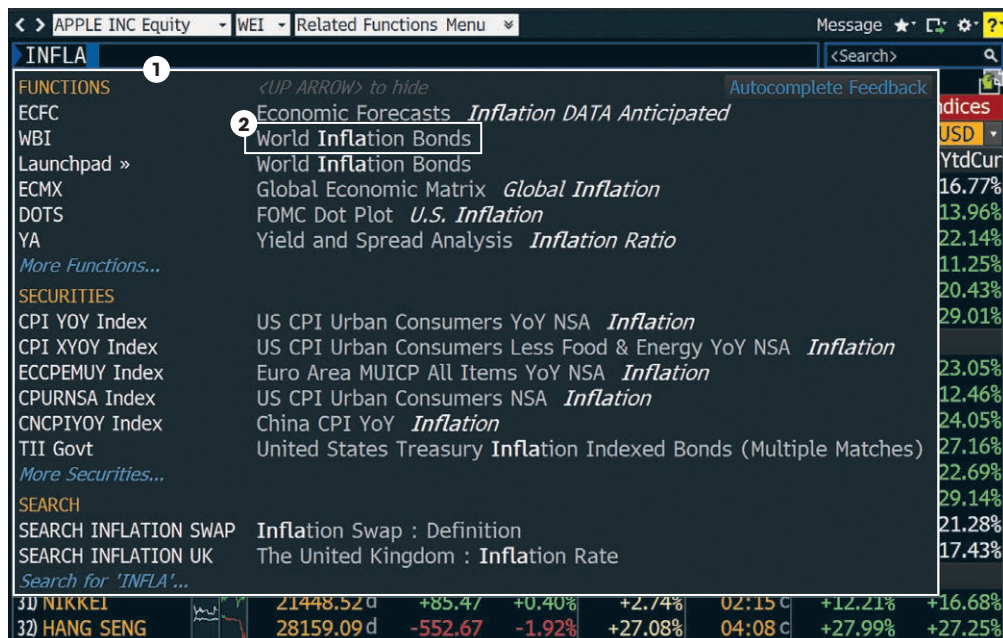 < > APPLE INC Equity WEI Related Functions Menu Message ?
INFLA <Search>
1
FUNCTIONS <UP ARROW> to hide Autocomplete Feedback
ECFC Economic Forecasts Inflation DATA Anticipated dices
2
WBI World Inflation Bonds USD
Launchpad » World Inflation Bonds YtdCur
ECMX Global Economic Matrix Global Inflation 16.77%
DOTS FOMC Dot Plot U.S. Inflation 13.96%
YA Yield and Spread Analysis Inflation Ratio 22.14%
More Functions... 11.25%
SECURITIES 20.43%
CPI YOY Index US CPI Urban Consumers YoY NSA Inflation 29.01%
CPI XYOY Index US CPI Urban Consumers Less Food & Energy YoY NSA Inflation
ECCPEMUY Index Euro Area MUICP All Items YoY NSA Inflation 23.05%
CPURNSA Index US CPI Urban Consumers NSA Inflation 12.46%
CNCPIYOY Index China CPI YoY Inflation 24.05%
TII Govt United States Treasury Inflation Indexed Bonds (Multiple Matches) 27.16%
More Securities... 22.69%
SEARCH 29.14%
SEARCH INFLATION SWAP Inflation Swap : Definition 21.28%
SEARCH INFLATION UK The United Kingdom : Inflation Rate 17.43%
Search for 'INFLA'...
31) NIKKEI 21448.52 d +85.47 +0.40% +2.74% 02:15 c +12.21% +16.68%
32) HANG SENG 28159.09 d -552.67 -1.92% +27.08% 04:08 c +27.99% +27.25%